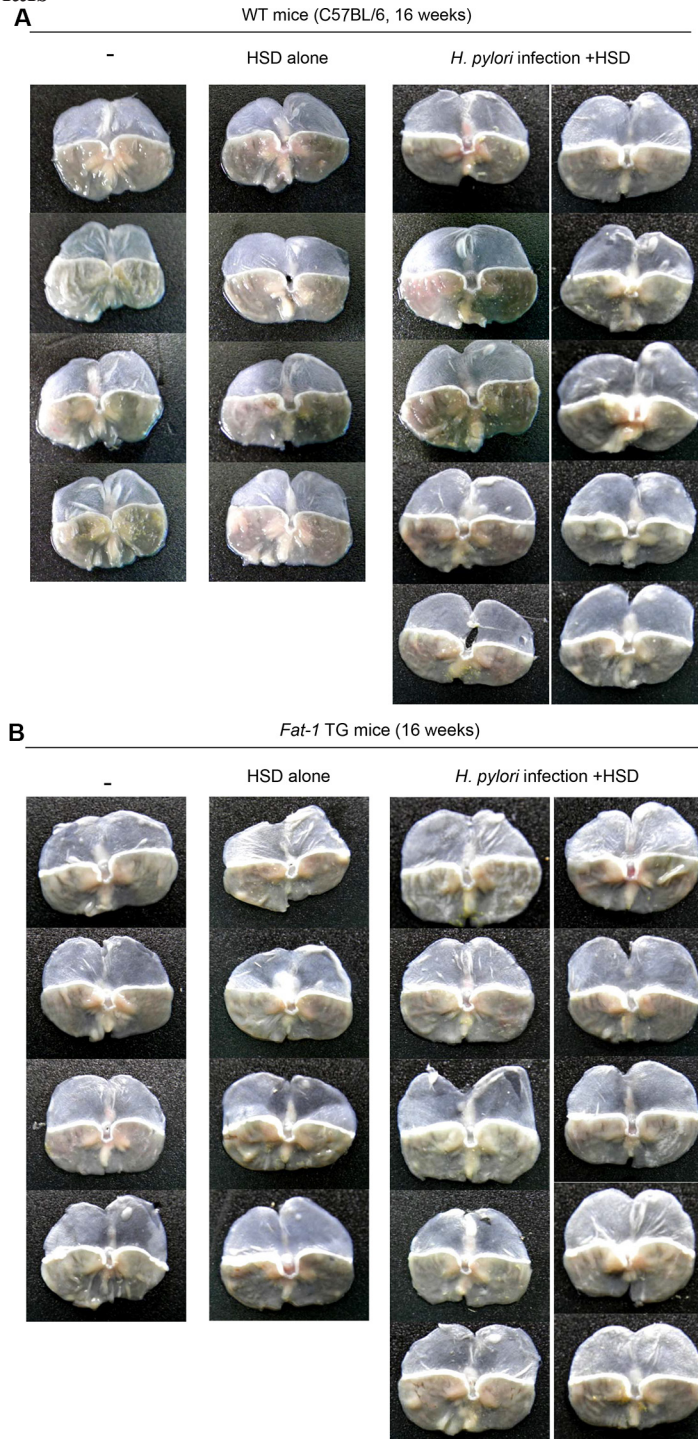 A
WT mice (C57BL/6, 16 weeks)
- HSD alone H. pylori infection +HSD
B
Fat-1 TG mice (16 weeks)
- HSD alone H. pylori infection +HSD